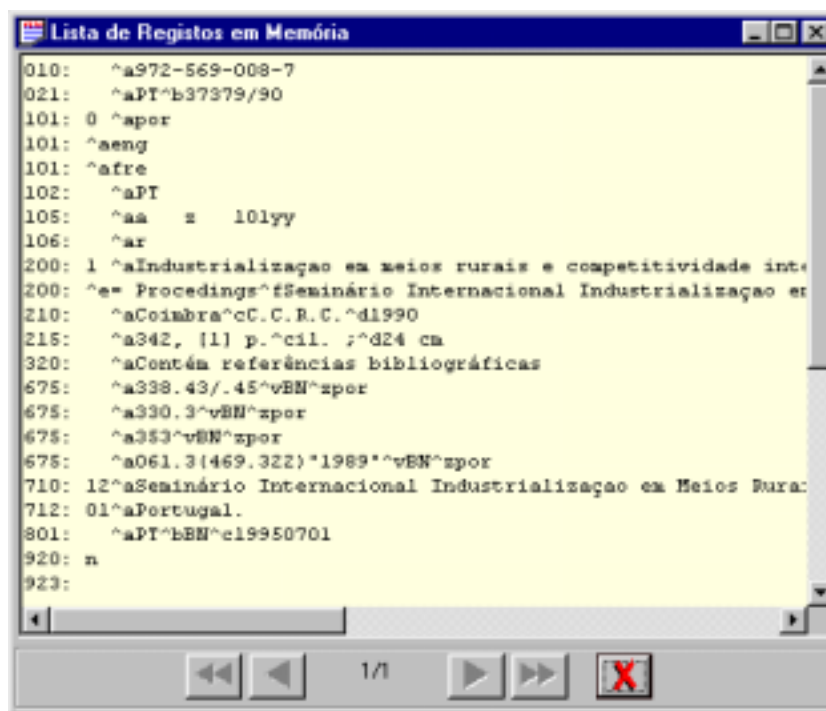 Lista de Registos em Memória
010:   ^a972-569-008-7
021:   ^aPT^b37379/90
101: 0 ^apor
101: ^aeng
101: ^afre
102:   ^aPT
105:   ^aa   z   101yy
106:   ^ar
200: 1 ^aIndustrializaçao em meios rurais e competitividade inte
200: ^e= Procedings^fSeminário Internacional Industrializaçao em
210:   ^aCoimbra^cC.C.R.C.^d1990
215:   ^a342, [1] p.^cil. ;^d24 cm
320:   ^aContém referências bibliográficas
675:   ^a338.43/.45^vBN^zpor
675:   ^a330.3^vBN^zpor
675:   ^a353^vBN^zpor
675:   ^a061.3(469.322)"1989"^vBN^zpor
710: 12^aSeminário Internacional Industrializaçao em Meios Rura
712: 01^aPortugal.
801:   ^aPT^bBN^c19950701
920: n
923:
1/1